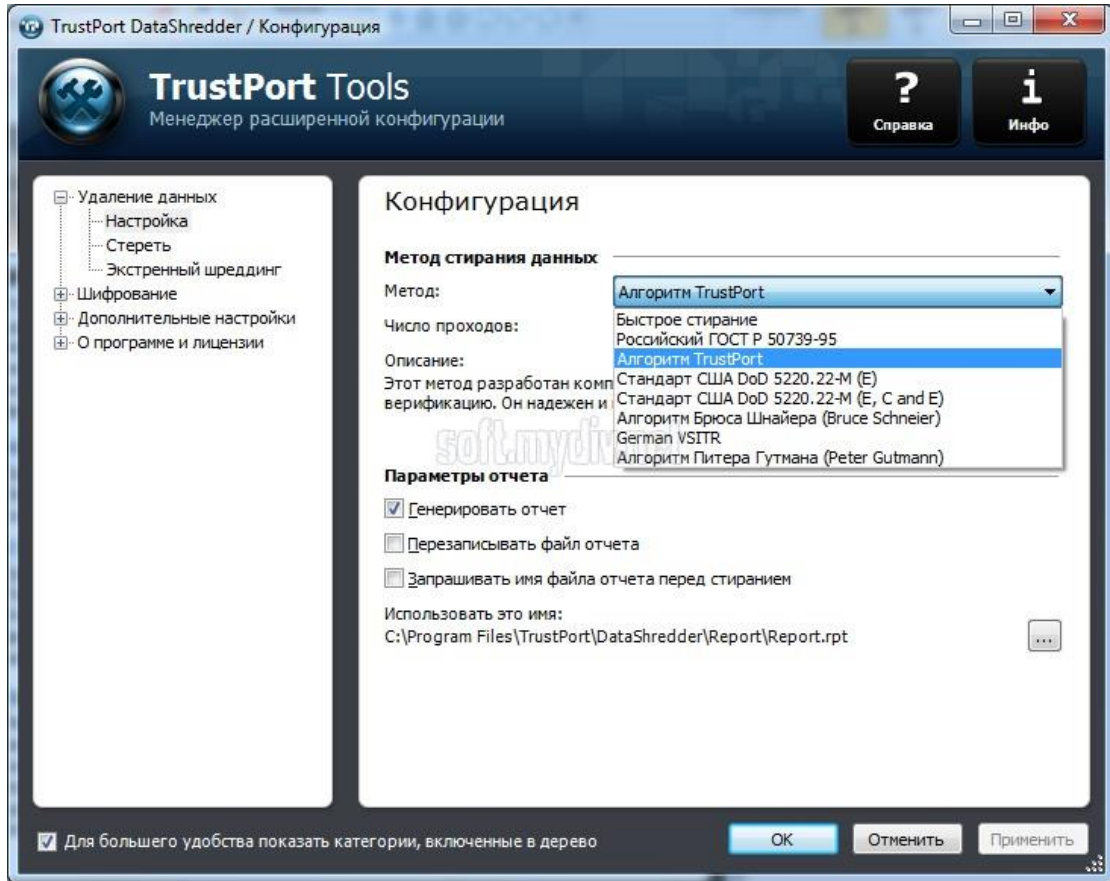 TrustPort DataShredder / Конфигурация
TrustPort Tools
Менеджер расширенной конфигурации
?
Справка
i
Инфо
Удаление данных
Настройка
Стереть
Экстренный шреддинг
Шифрование
Дополнительные настройки
О программе и лицензии
Конфигурация
Метод стирания данных
Метод:
Алгоритм TrustPort
Число проходов:
Быстрое стирание
Российский ГОСТ Р 50739-95
Алгоритм TrustPort
Стандарт США DoD 5220.22-M (E)
Стандарт США DoD 5220.22-M (E, C and E)
Алгоритм Брюса Шнайера (Bruce Schneier)
German VSITR
Алгоритм Питера Гутмана (Peter Gutmann)
Описание:
Этот метод разработан
верификацию. Он надежен и
soft.mydiv.net
Параметры отчета
Генерировать отчет
Перезаписывать файл отчета
Запрашивать имя файла отчета перед стиранием
Использовать это имя:
C:\Program Files\TrustPort\DataShredder\Report\Report.rpt
...
Для большего удобства показать категории, включенные в дерево
OK
Отменить
Применить